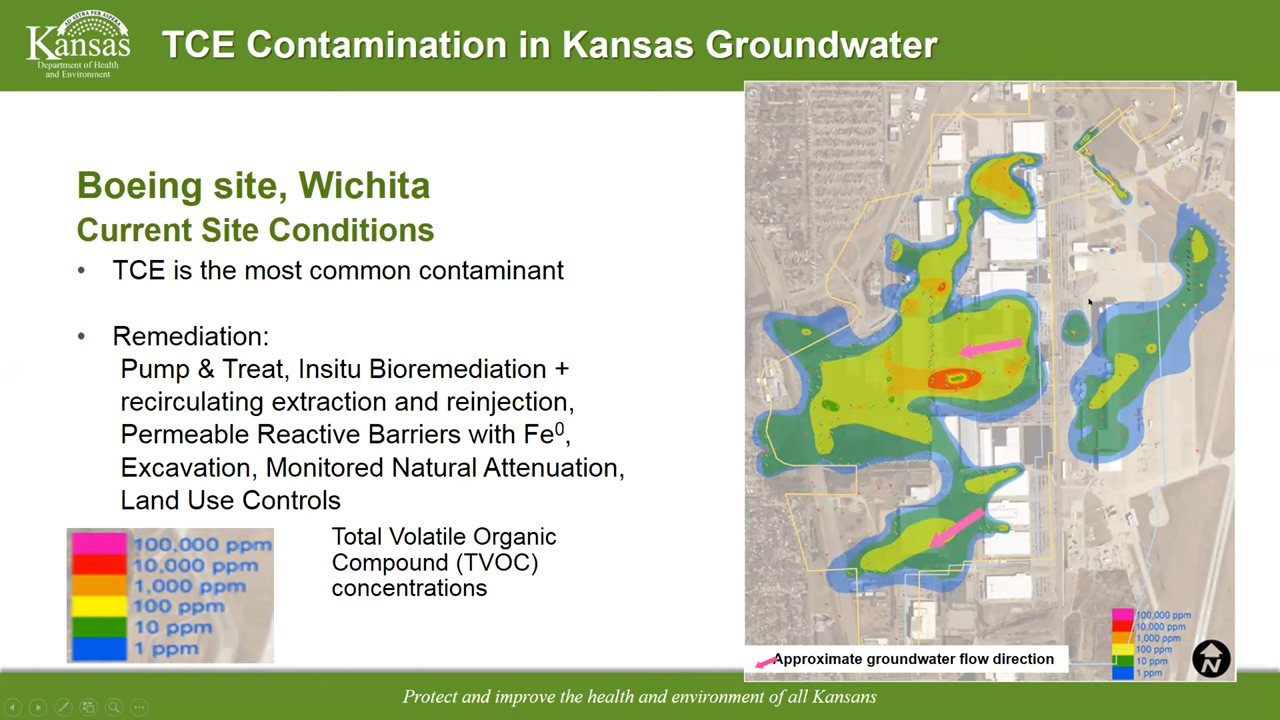 AD ASTRA PER ASPERA
Kansas
Department of Health
and Environment
TCE Contamination in Kansas Groundwater
Boeing site, Wichita
Current Site Conditions
• TCE is the most common contaminant
• Remediation:
Pump & Treat, Insitu Bioremediation +
recirculating extraction and reinjection,
Permeable Reactive Barriers with Fe⁰,
Excavation, Monitored Natural Attenuation,
Land Use Controls
100,000 ppm
10,000 ppm
1,000 ppm
100 ppm
10 ppm
1 ppm
Total Volatile Organic
Compound (TVOC)
concentrations
100,000 ppm
10,000 ppm
1,000 ppm
100 ppm
10 ppm
1 ppm
N
Approximate groundwater flow direction
Protect and improve the health and environment of all Kansans